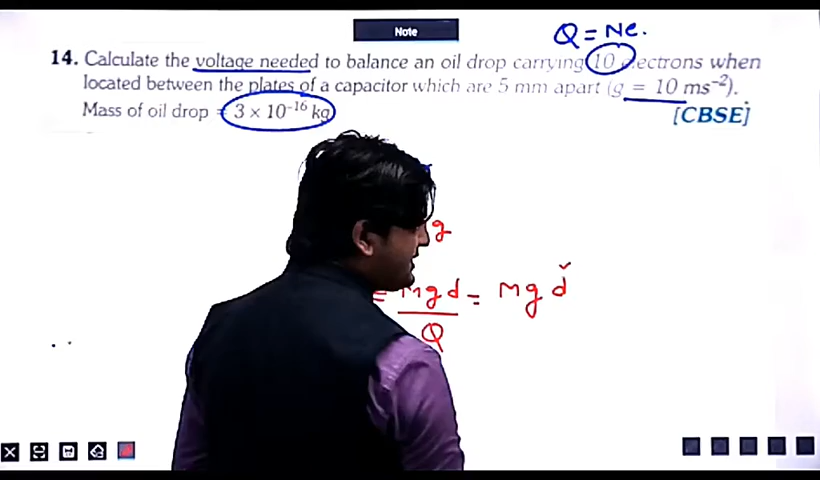 Note
Q = Ne.
14. Calculate the voltage needed to balance an oil drop carrying 10 electrons when
located between the plates of a capacitor which are 5 mm apart (g = 10 ms⁻²).
Mass of oil drop = 3 × 10⁻¹⁶ kg
[CBSE]
g
= mgd/Q = mgd